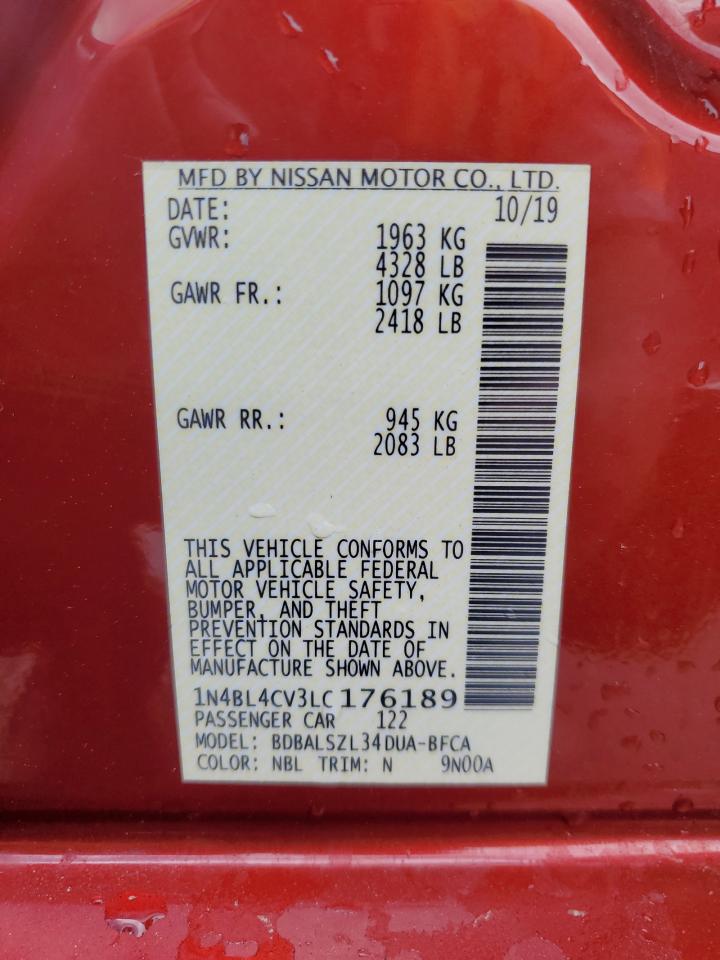 MFD BY NISSAN MOTOR CO., LTD.
DATE: 10/19
GVWR: 1963 KG
4328 LB
GAWR FR.: 1097 KG
2418 LB
GAWR RR.: 945 KG
2083 LB
THIS VEHICLE CONFORMS TO
ALL APPLICABLE FEDERAL
MOTOR VEHICLE SAFETY,
BUMPER, AND THEFT
PREVENTION STANDARDS IN
EFFECT ON THE DATE OF
MANUFACTURE SHOWN ABOVE.
1N4BL4CV3LC176189
PASSENGER CAR 122
MODEL: BDBALSZL34DUA-BFCA
COLOR: NBL TRIM: N 9N00A